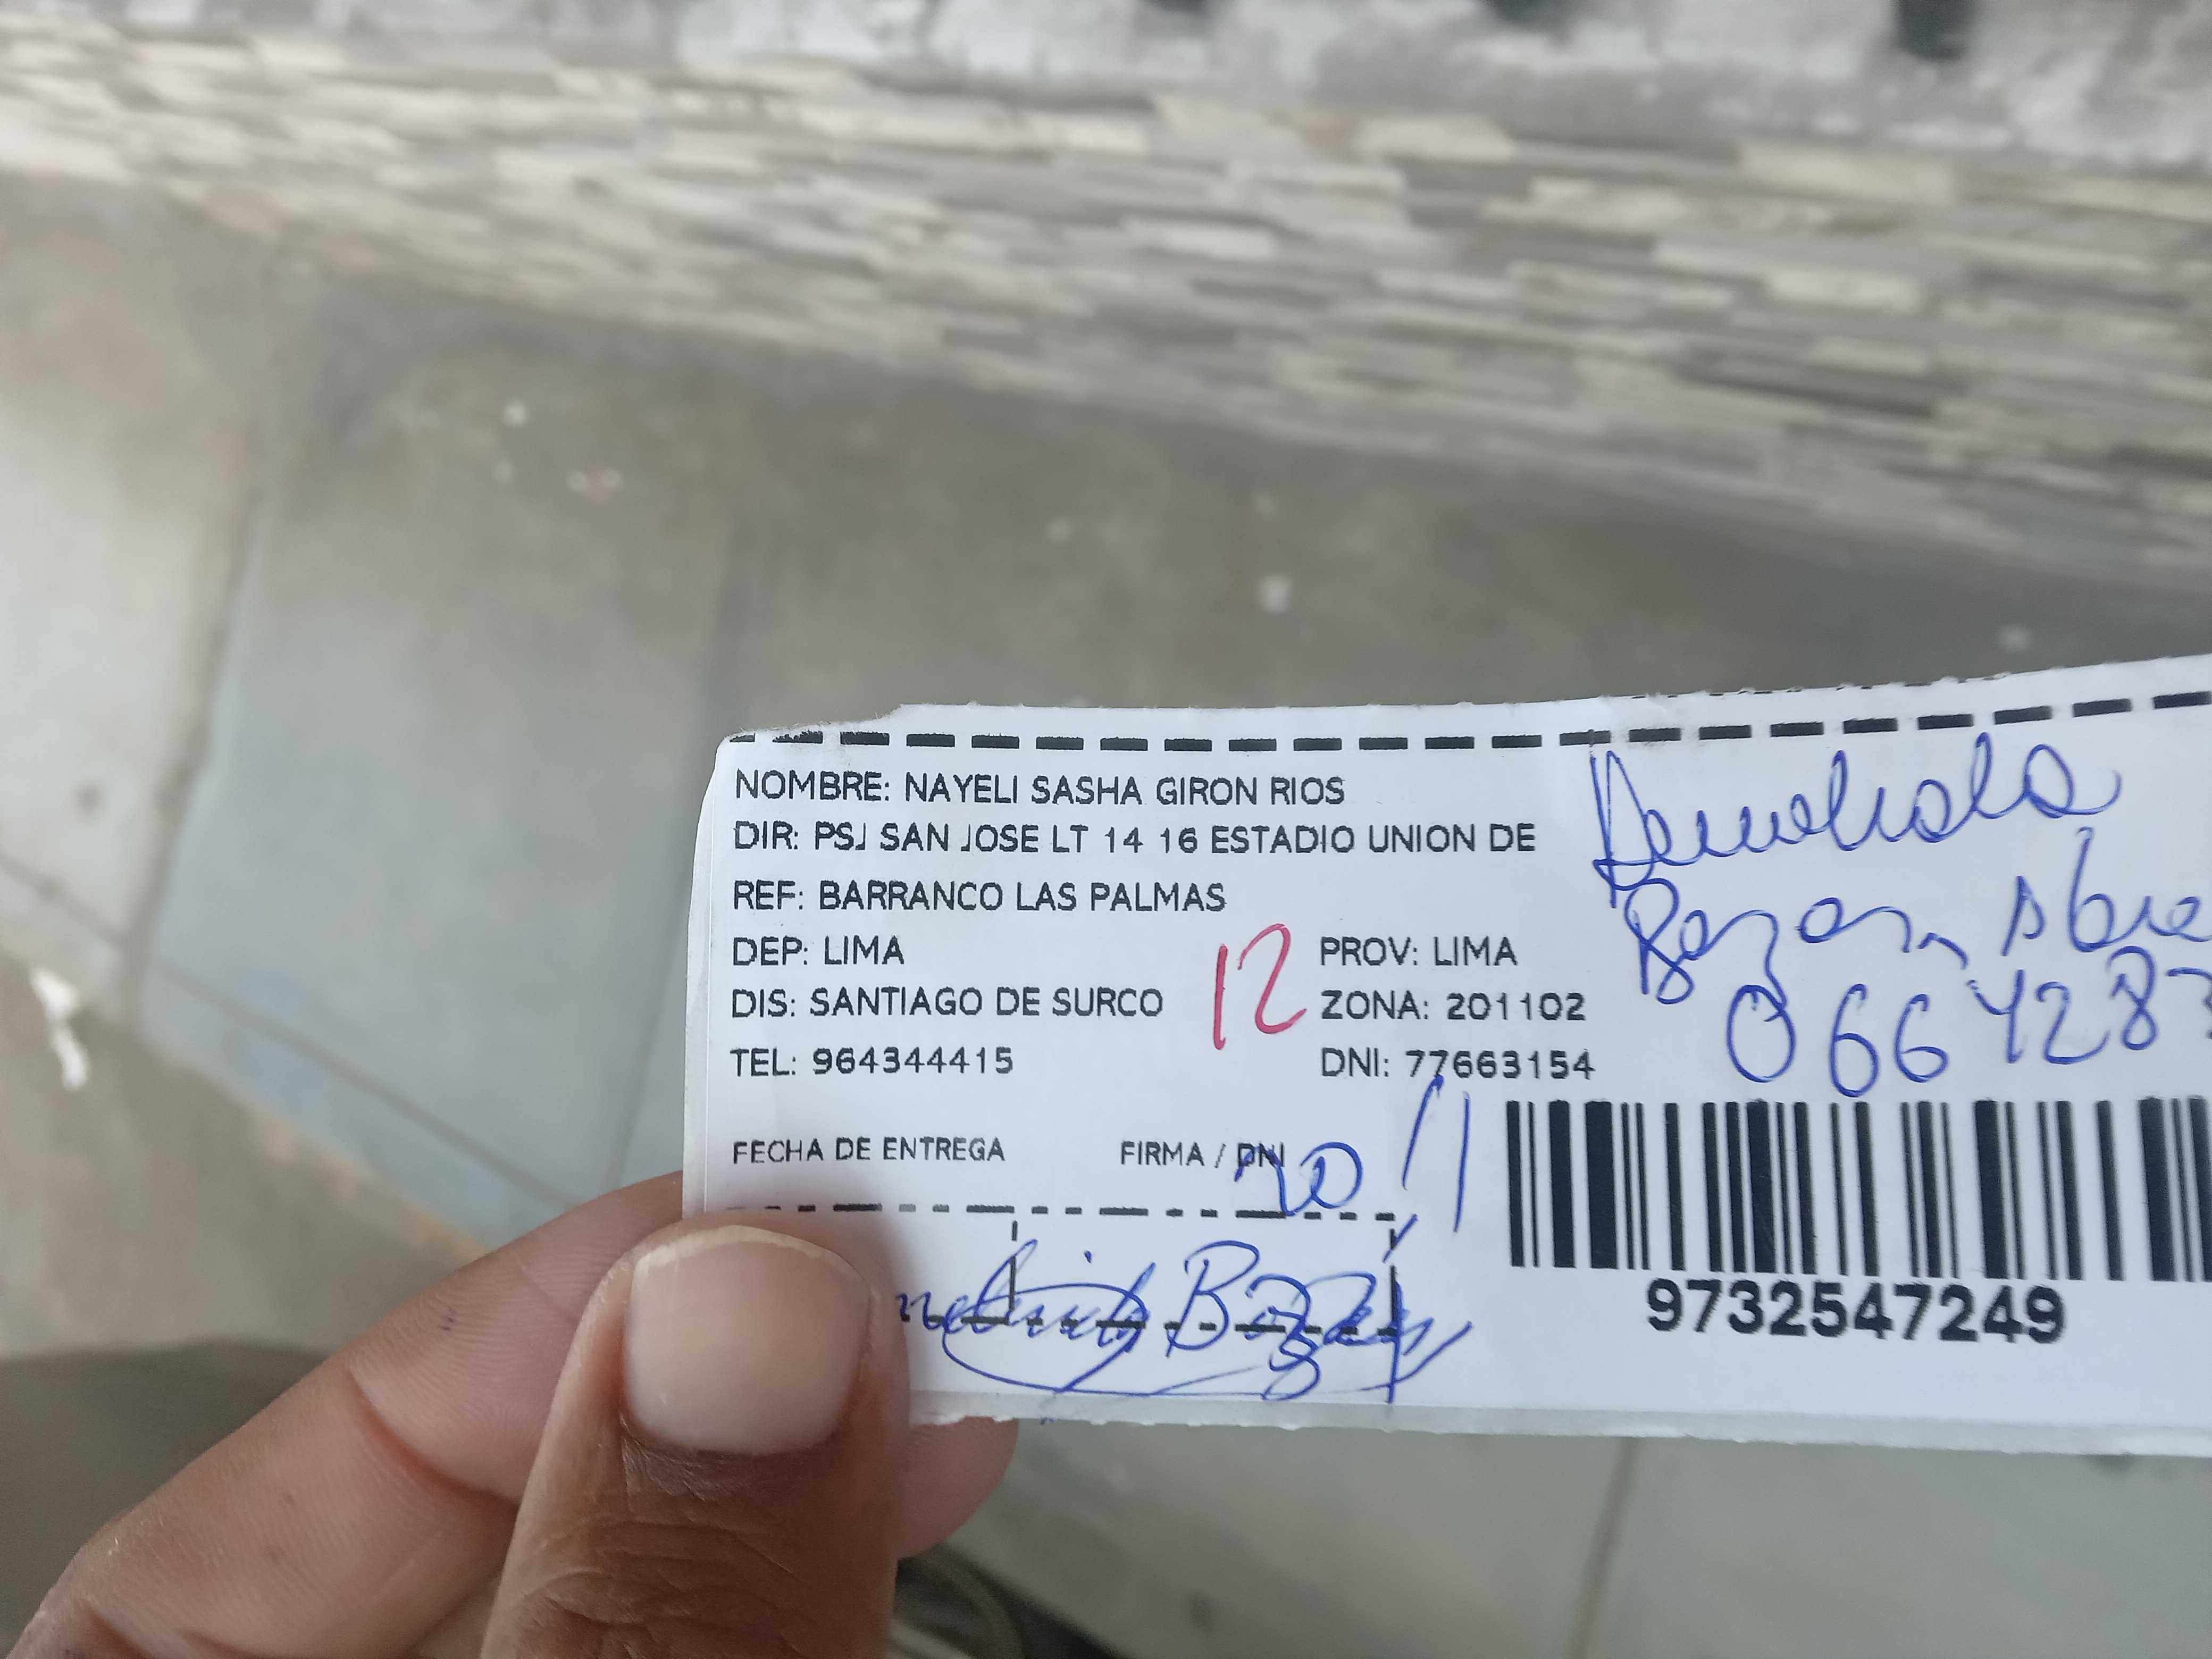 NOMBRE: NAYELI SASHA GIRON RIOS
DIR: PSJ SAN JOSE LT 14 16 ESTADIO UNION DE
REF: BARRANCO LAS PALMAS
DEP: LIMA
12
PROV: LIMA
DIS: SANTIAGO DE SURCO
ZONA: 201102
TEL: 964344415
DNI: 77663154
FECHA DE ENTREGA
FIRMA / DNI
9732547249